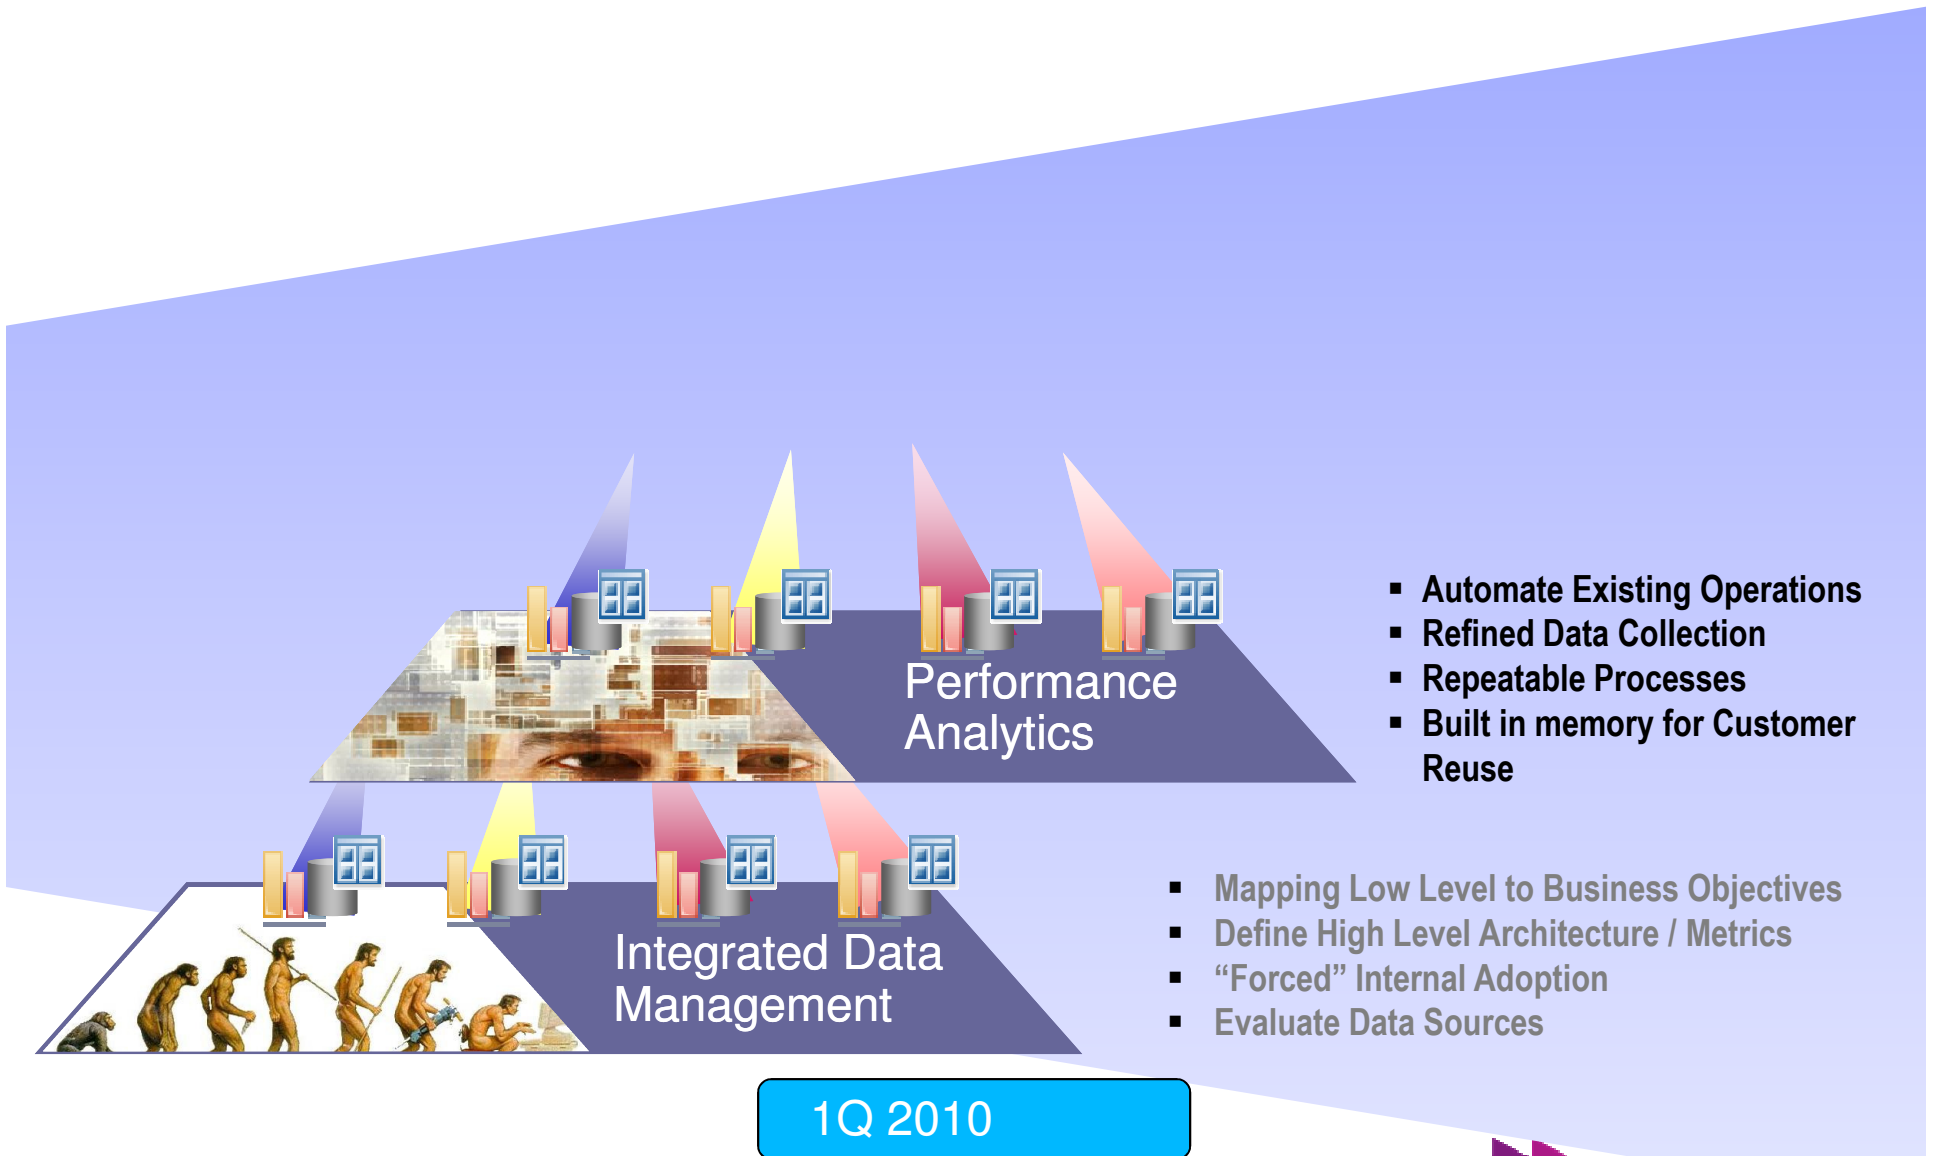 Performance
Analytics
▪ Automate Existing Operations
▪ Refined Data Collection
▪ Repeatable Processes
▪ Built in memory for Customer
Reuse
Integrated Data
Management
▪ Mapping Low Level to Business Objectives
▪ Define High Level Architecture / Metrics
▪ “Forced” Internal Adoption
▪ Evaluate Data Sources
1Q 2010